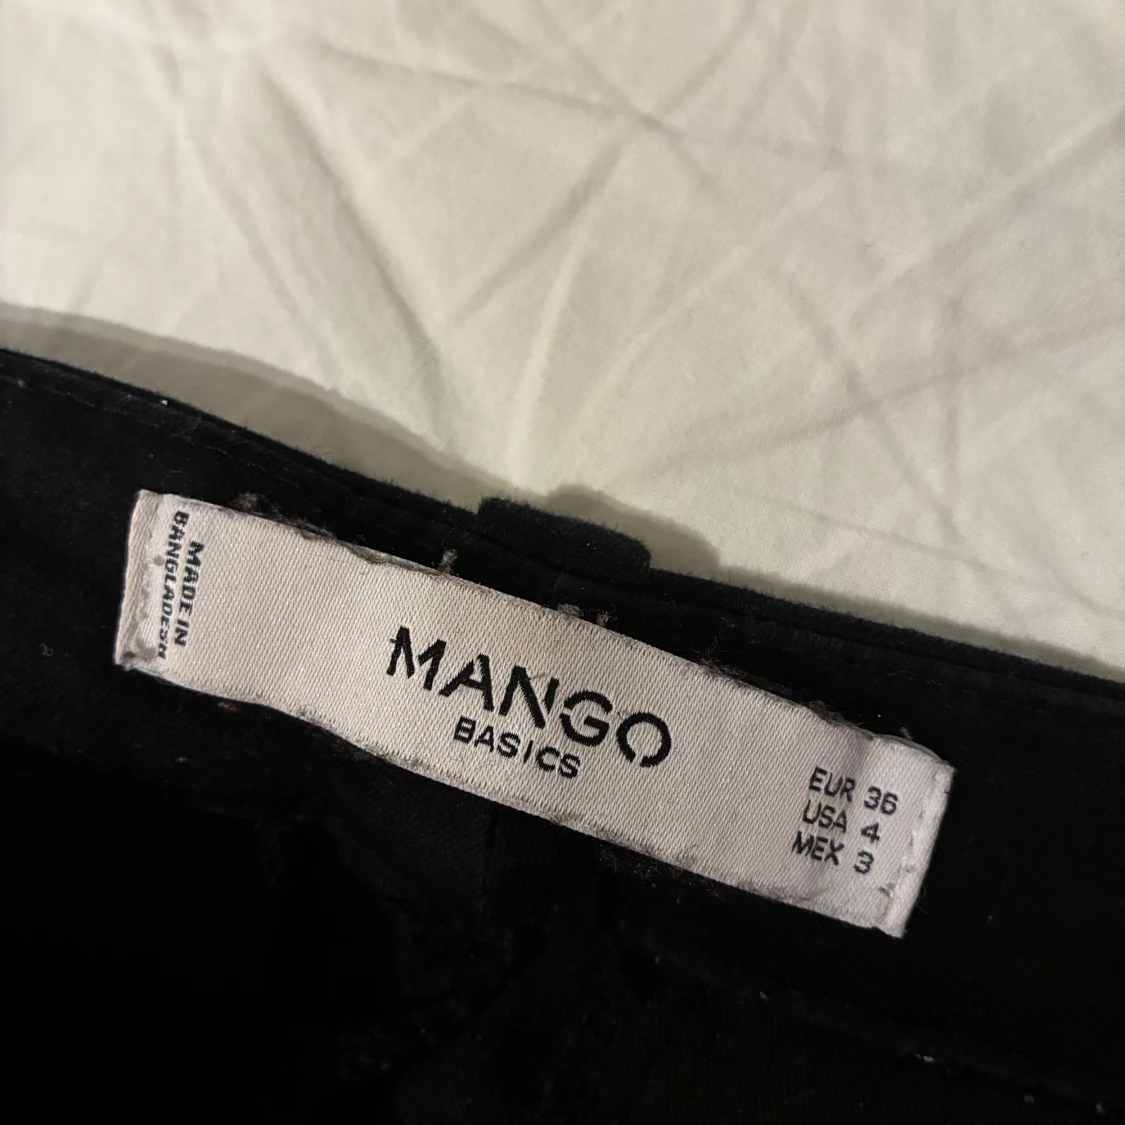 MADE IN
BANGLADESH
MANGO
BASICS
EUR 36
USA 4
MEX 3